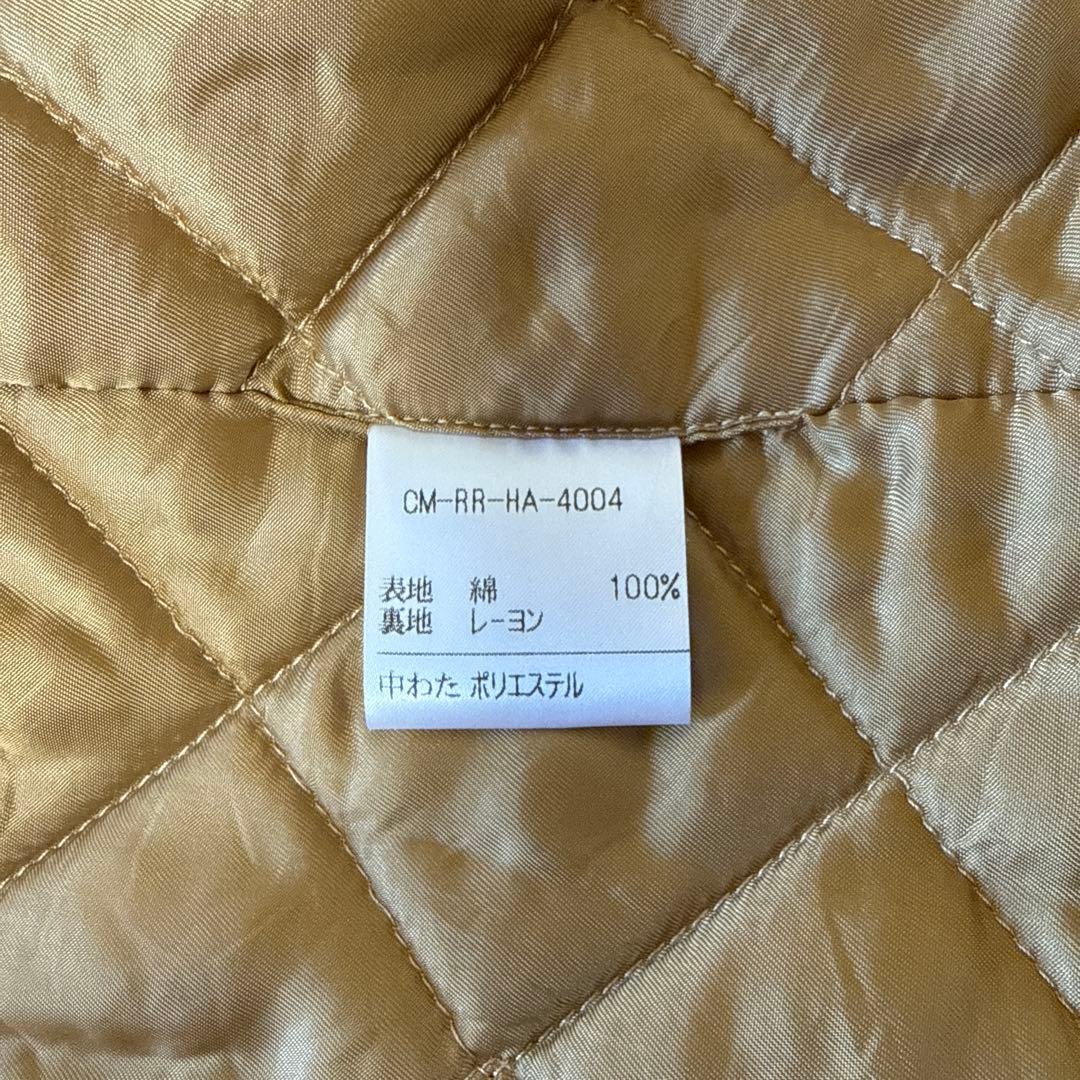 CM-RR-HA-4004
表地 綿 100%
裏地 レーヨン
中わた ポリエステル